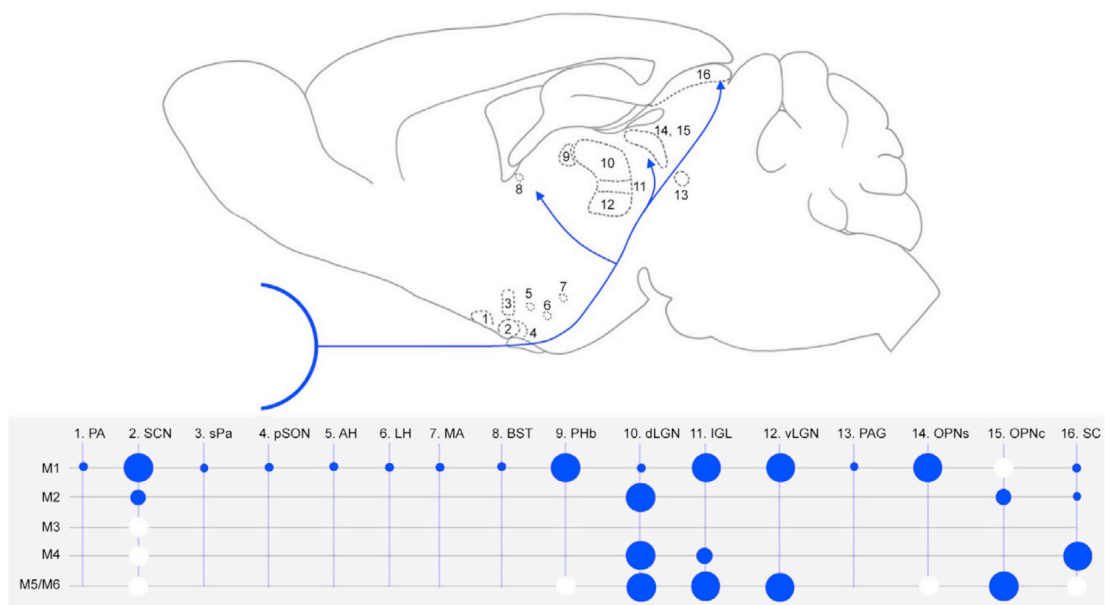 16
14, 15
9
10
8
11
13
12
7
5
3
6
1
2
4
1. PA 2. SCN 3. sPa 4. pSON 5. AH 6. LH 7. MA 8. BST 9. PHb 10. dLGN 11. IGL 12. vLGN 13. PAG 14. OPNs 15. OPNc 16. SC
M1
M2
M3
M4
M5/M6